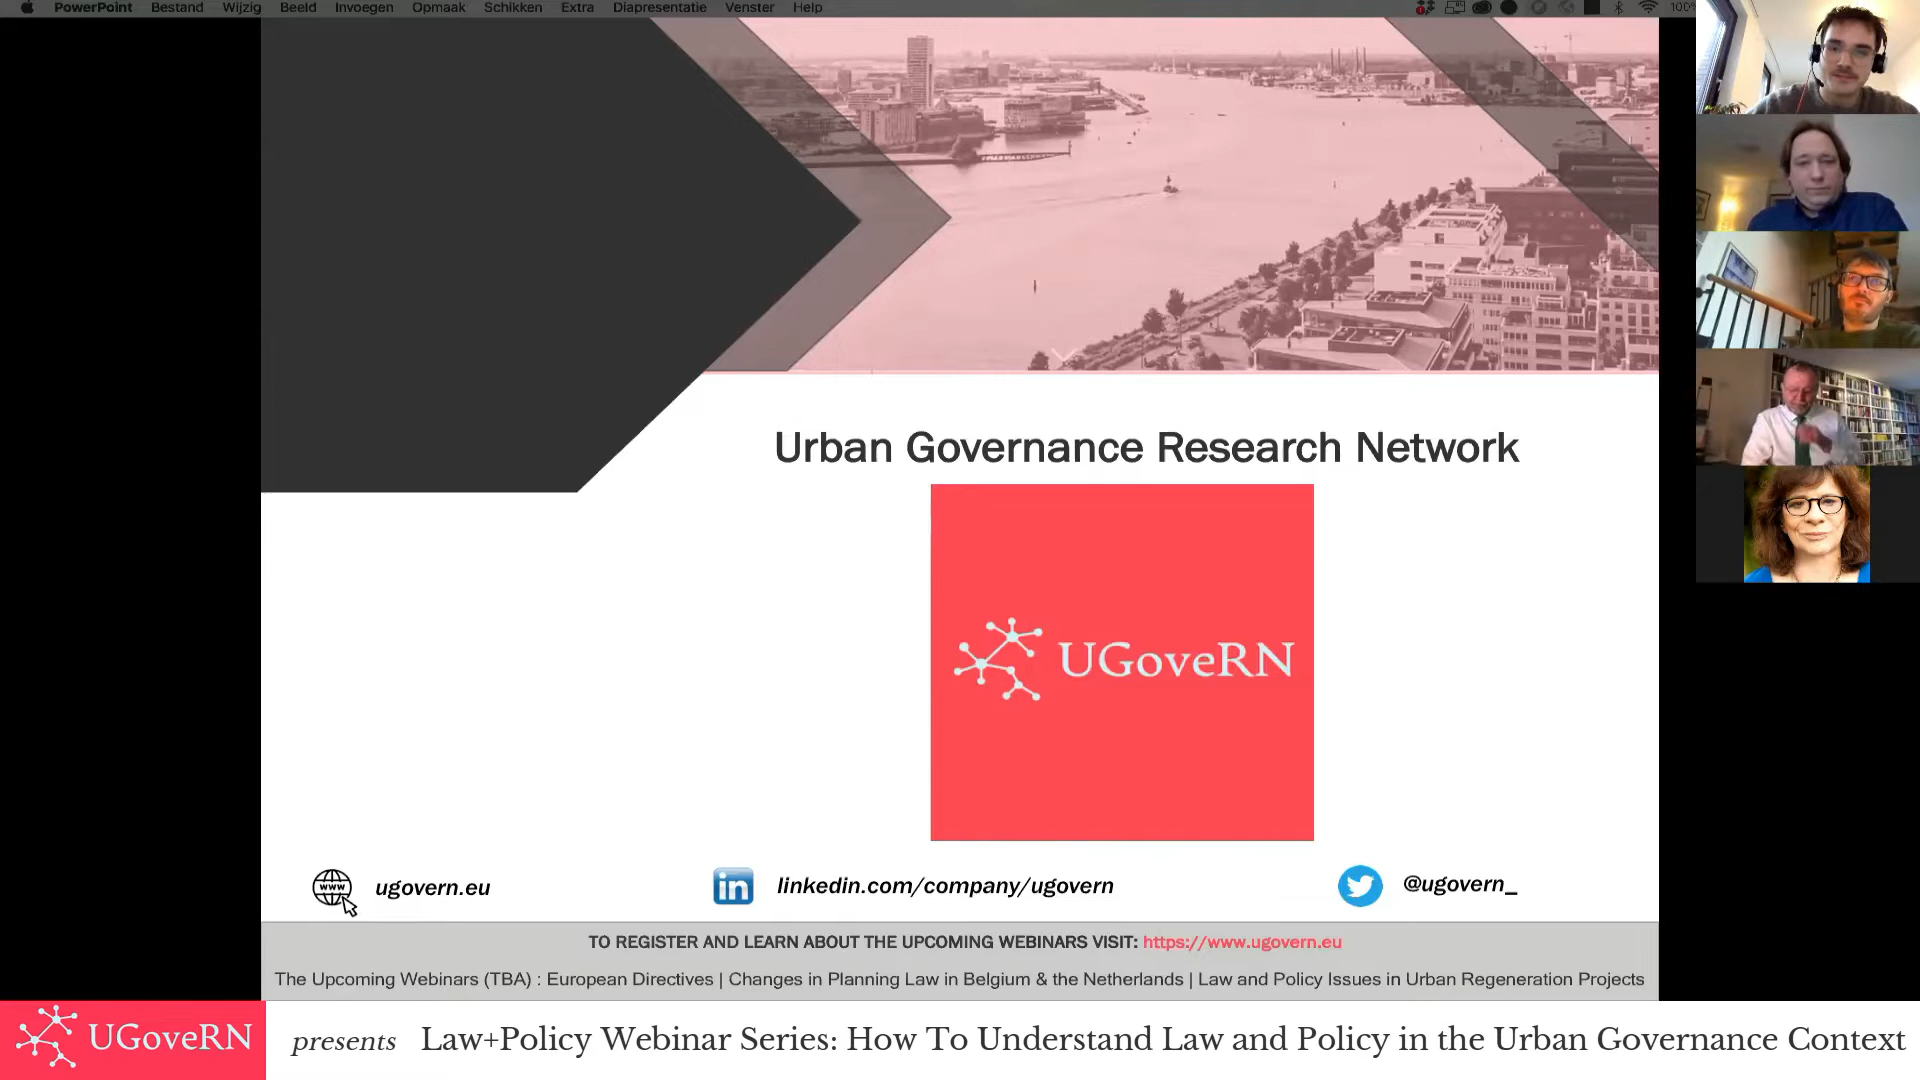 PowerPoint Bestand Wijzig Beeld Invoegen Opmaak Schikken Extra Diapresentatie Venster Help 100%
Urban Governance Research Network
UGoveRN
www
ugovern.eu
in
linkedin.com/company/ugovern
@ugovern_
TO REGISTER AND LEARN ABOUT THE UPCOMING WEBINARS VISIT: https://www.ugovern.eu
The Upcoming Webinars (TBA) : European Directives | Changes in Planning Law in Belgium & the Netherlands | Law and Policy Issues in Urban Regeneration Projects
UGoveRN presents Law+Policy Webinar Series: How To Understand Law and Policy in the Urban Governance Context